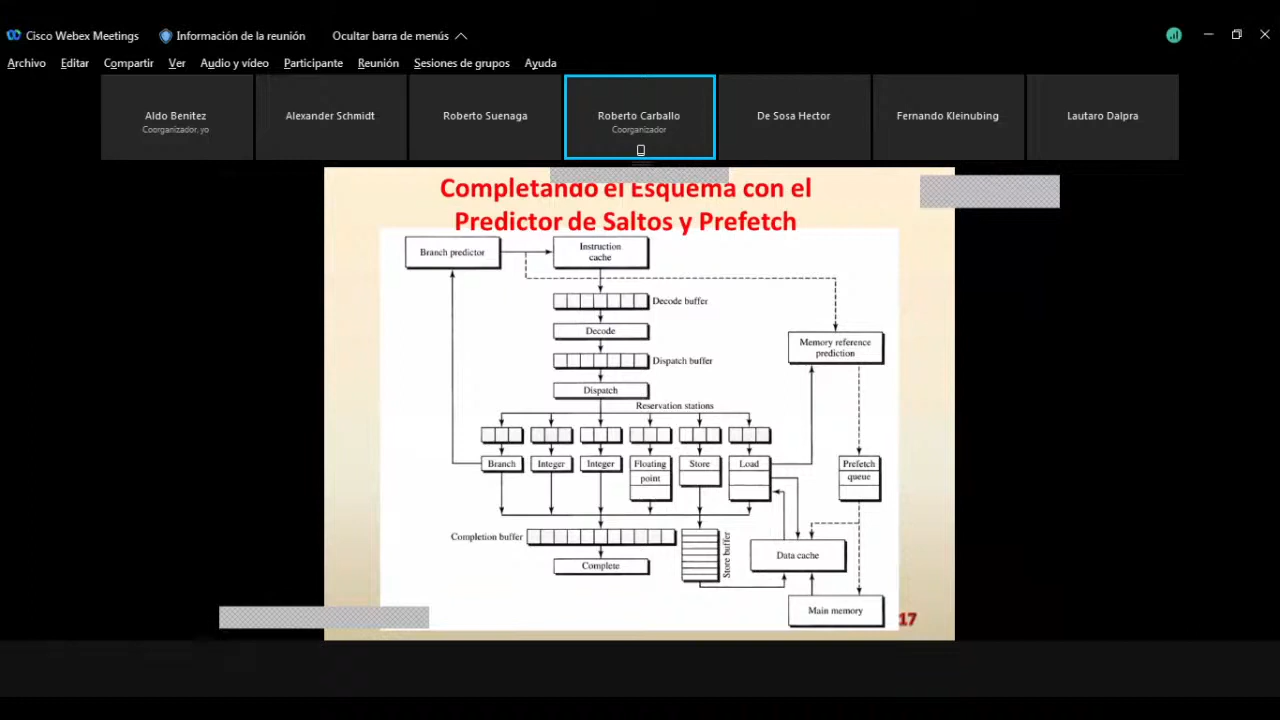 Cisco Webex Meetings
Información de la reunión
Ocultar barra de menús
Archivo Editar Compartir Ver Audio y vídeo Participante Reunión Sesiones de grupos Ayuda
Aldo Benitez
Coorganizador, yo
Alexander Schmidt
Roberto Suenaga
Roberto Carballo
Coorganizador
De Sosa Hector
Fernando Kleinubing
Lautaro Dalpra
Completando el Esquema con el
Predictor de Saltos y Prefetch
Branch predictor
Instruction
cache
Decode buffer
Decode
Memory reference
prediction
Dispatch buffer
Dispatch
Reservation stations
Branch
Integer
Integer
Floating
point
Store
Load
Prefetch
queue
Completion buffer
Store buffer
Data cache
Complete
Main memory
17